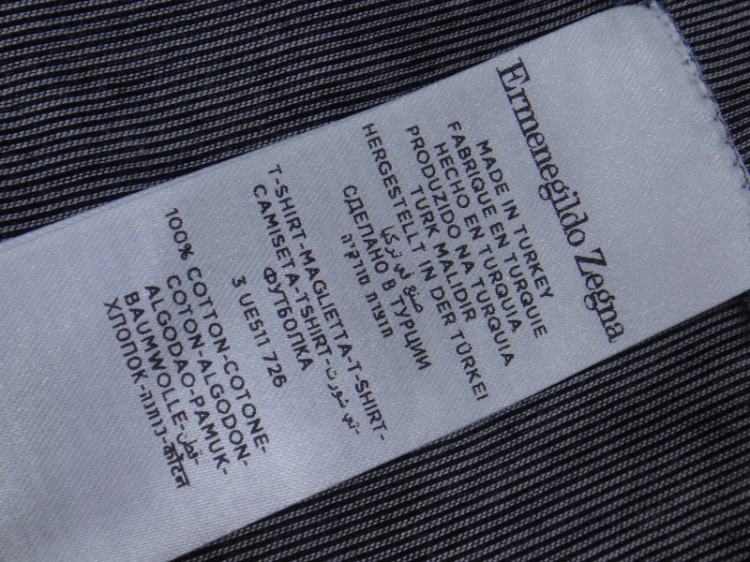 Ermenegildo Zegna
MADE IN TURKEY
FABRIQUE EN TURQUIE
HECHO EN TURQUIA
PRODUZIDO NA TURQUIA
TURK MALIDIR
HERGESTELLT IN DER TÜRKEI
صنع في تركيا
СДЕЛАНО В ТУРЦИИ
תוצרת טורקיה
T-SHIRT-MAGLIETTA-T-SHIRT-
CAMISETA-TSHIRT-تي شورت-
ФУТБОЛКА
3 UE511 726
100% COTTON-COTONE-
COTON-ALGODON-
ALGODAO-PAMUK-
BAUMWOLLE-قطن-
ХЛОПОК-כותנה-कॉटन